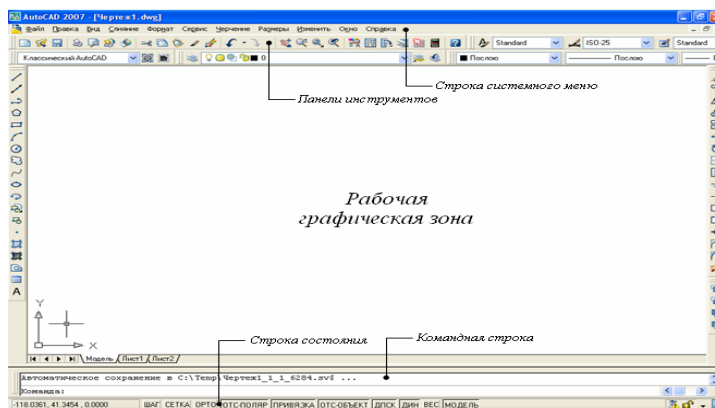 AutoCAD 2007 - [Чертеж1.dwg]
Файл Правка Вид Слияние Формат Сервис Черчение Размеры Изменить Окно Справка
Standard ISO-25 Standard
Классический AutoCAD 0 Послою Послою
Строка системного меню
Панели инструментов
Рабочая
графическая зона
A
Y
X
Строка состояния Командная строка
Модель Лист1 Лист2
Автоматическое сохранение в C:\Temp\Чертеж1_1_1_6284.sv$ ...
Команда:
-118.0361, 41.3454, 0.0000 ШАГ СЕТКА ОРТО ОТС-ПОЛЯР ПРИВЯЗКА ОТС-ОБЪЕКТ ДПСК ДИН ВЕС МОДЕЛЬ